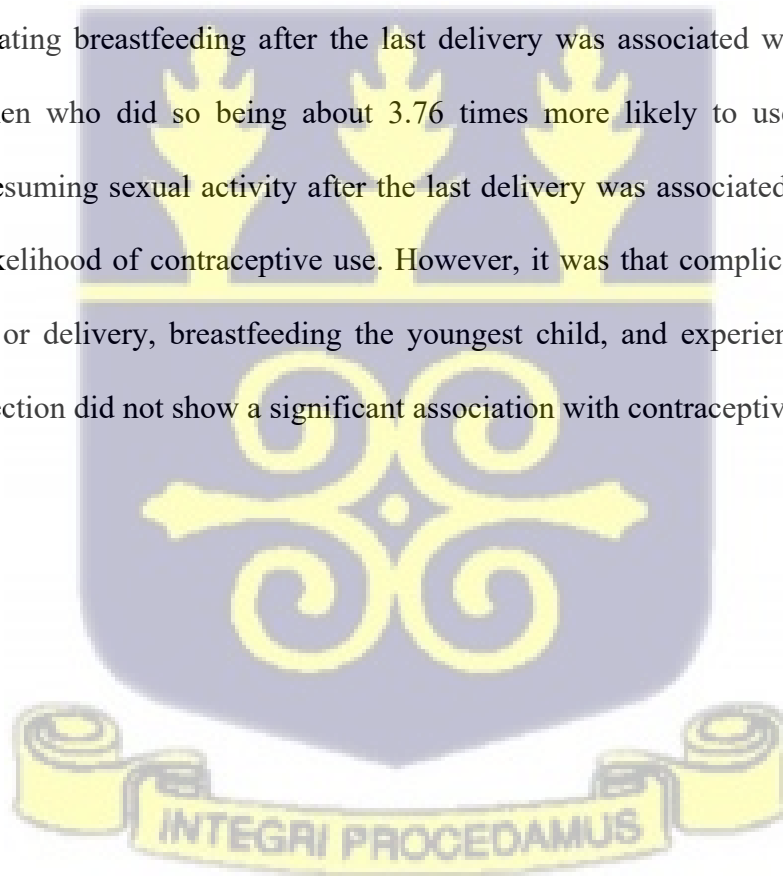 ating breastfeeding after the last delivery was associated w
en who did so being about 3.76 times more likely to us
esuming sexual activity after the last delivery was associated
kelihood of contraceptive use. However, it was that complic
or delivery, breastfeeding the youngest child, and experien
ection did not show a significant association with contraceptiv
INTEGRI PROCEDAMUS